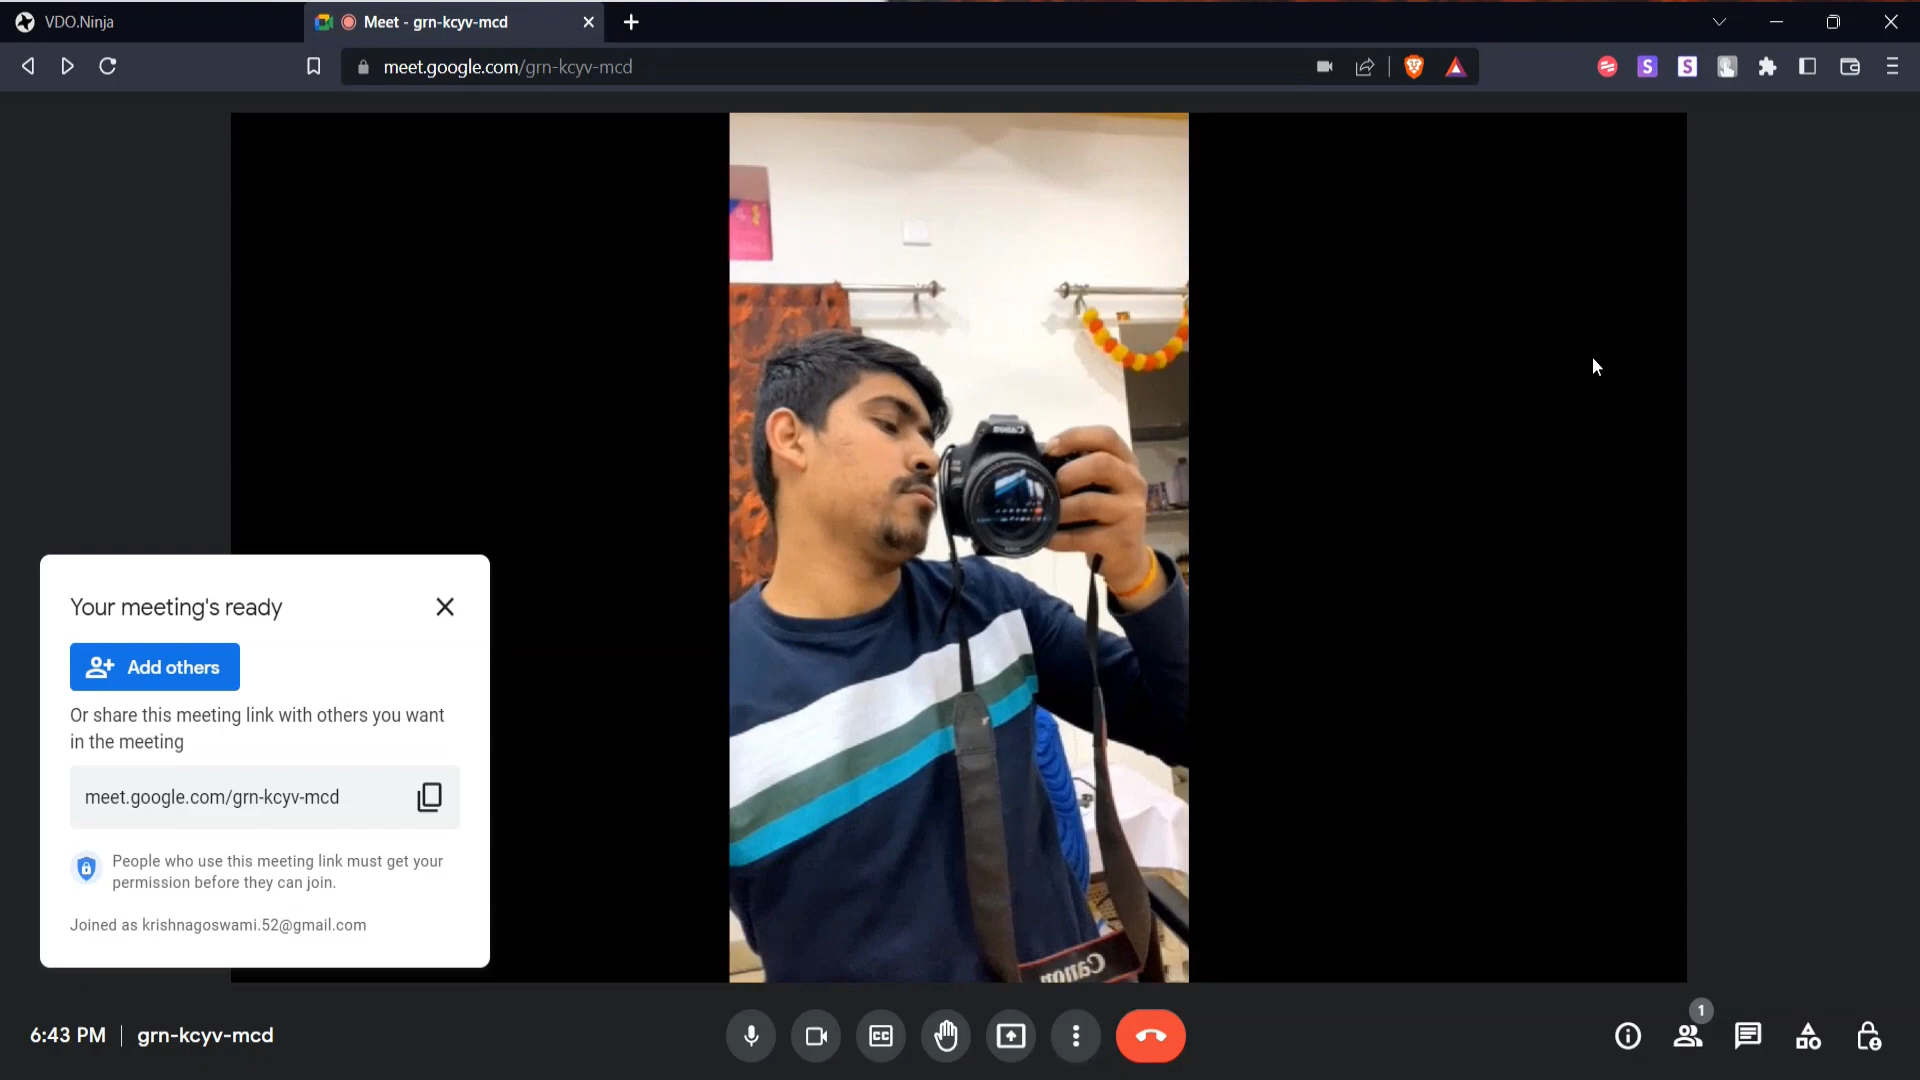 VDO.Ninja
Meet - grn-kcyv-mcd
meet.google.com/grn-kcyv-mcd
Canon
Your meeting's ready
Add others
Or share this meeting link with others you want
in the meeting
meet.google.com/grn-kcyv-mcd
People who use this meeting link must get your
permission before they can join.
Joined as krishnagoswami.52@gmail.com
Canon
6:43 PM
grn-kcyv-mcd
CC
1